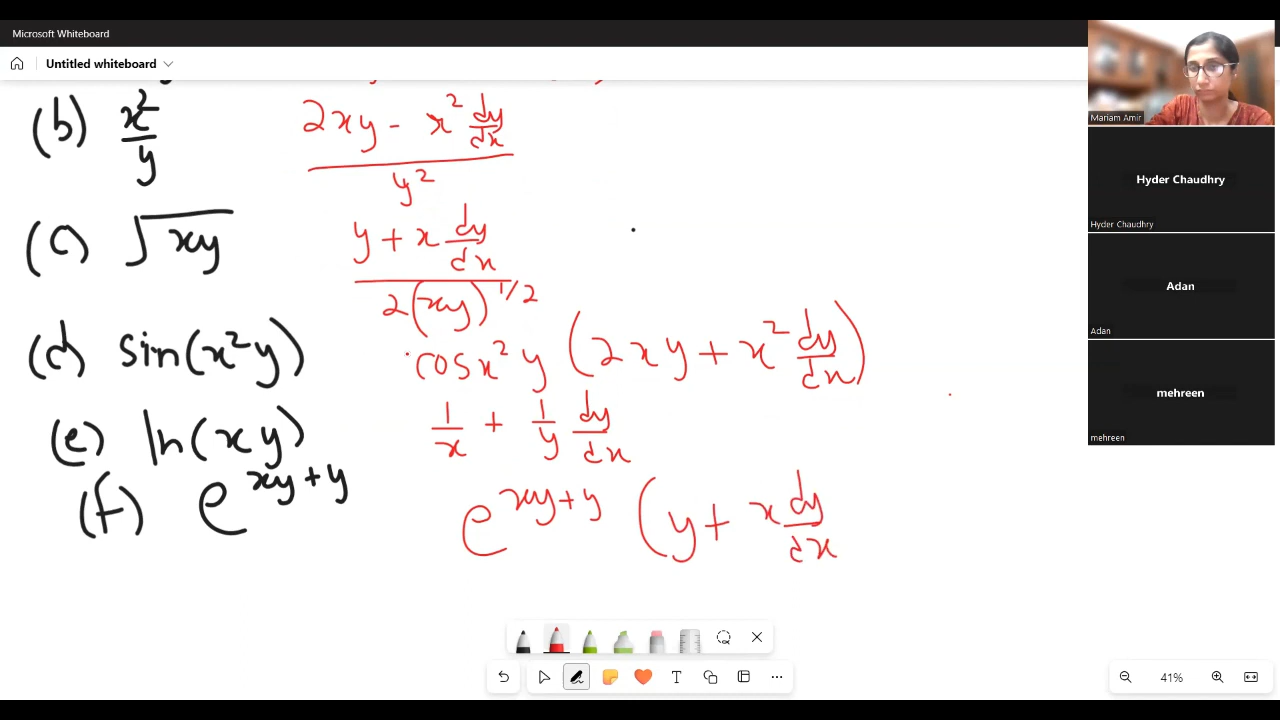 Microsoft Whiteboard
Untitled whiteboard
(b) x²/y (2xy - x² dy/dx)/y²
(c) √xy (y + x dy/dx)/2(xy)^1/2
(d) sin(x²y) cosx²y (2xy + x² dy/dx)
(e) ln(xy) 1/x + 1/y dy/dx
(f) e^xy+y e^xy+y (y + x dy/dx
Mariam Amir
Hyder Chaudhry
Hyder Chaudhry
Adan
Adan
mehreen
mehreen
T
41%